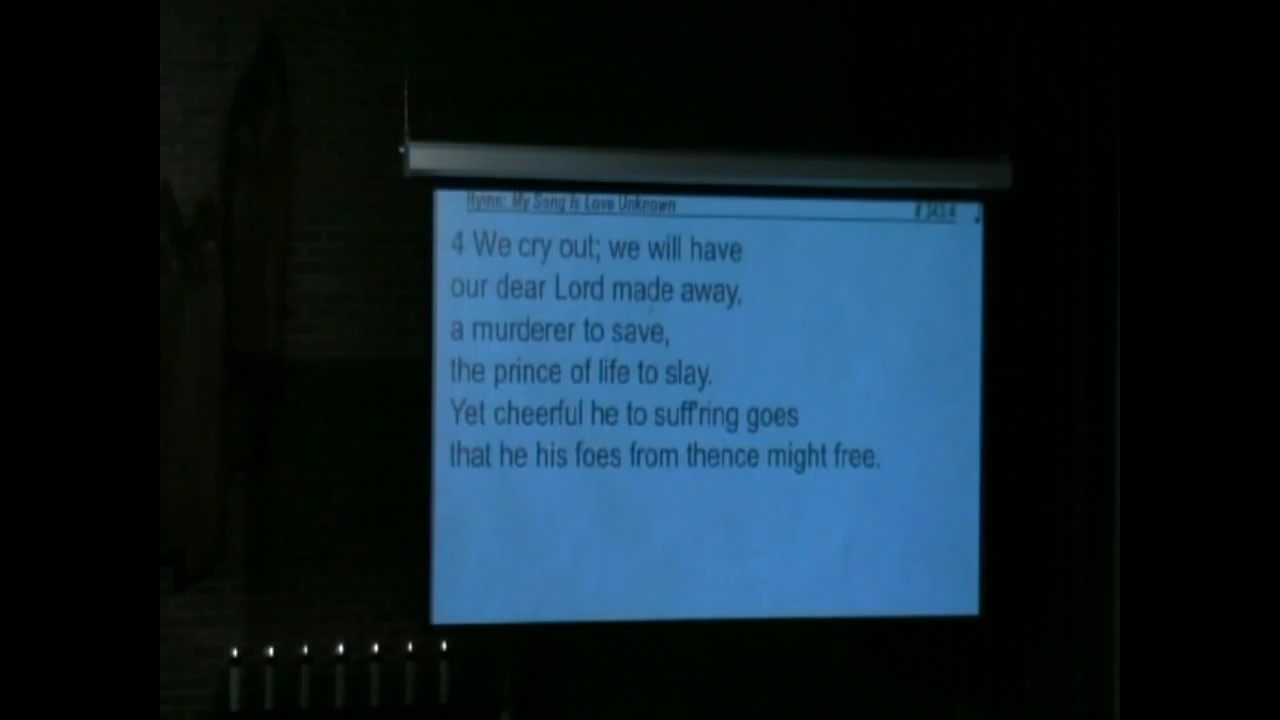 Hymn: My Song Is Love Unknown # 343/4
4 We cry out; we will have
our dear Lord made away,
a murderer to save,
the prince of life to slay.
Yet cheerful he to suff'ring goes
that he his foes from thence might free.